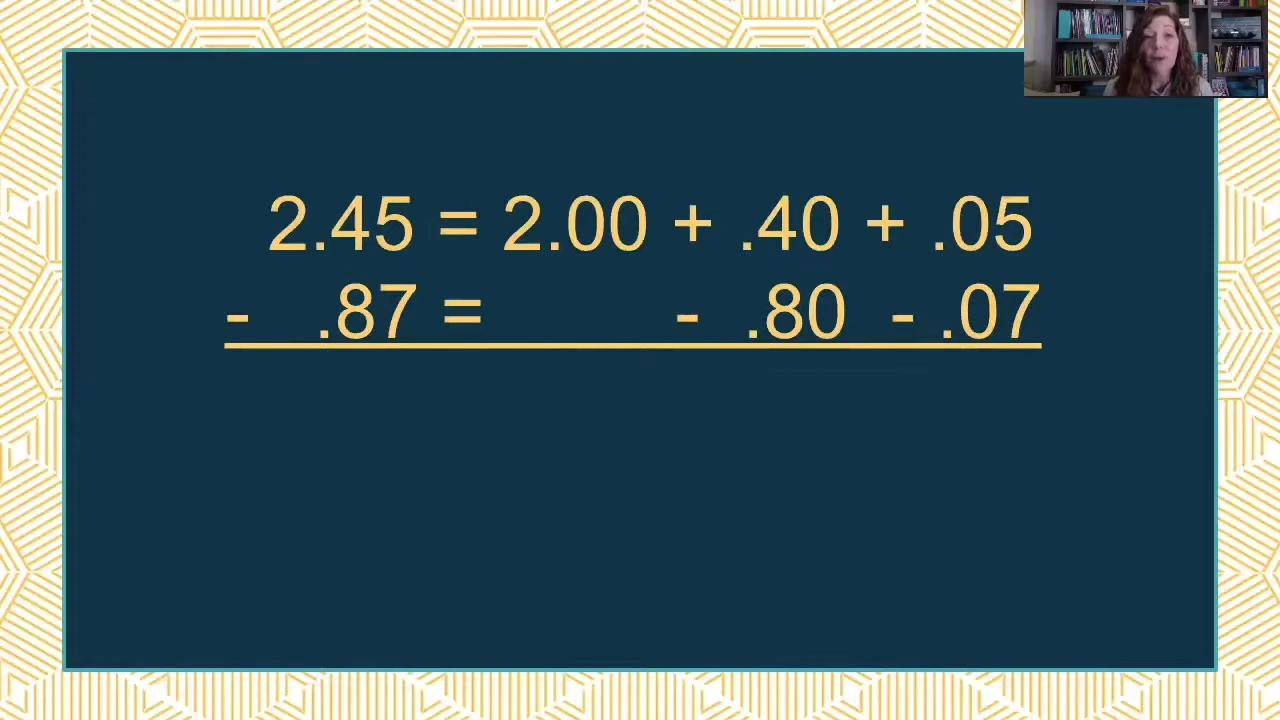 2.45 = 2.00 + .40 + .05
- .87 = - .80 - .07